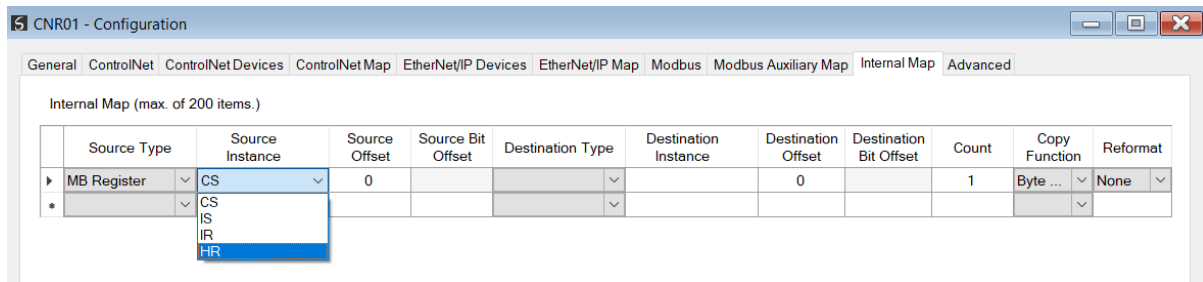 CNR01 - Configuration
General ControlNet ControlNet Devices ControlNet Map EtherNet/IP Devices EtherNet/IP Map Modbus Modbus Auxiliary Map Internal Map Advanced
Internal Map (max. of 200 items.)
Source Type Source Instance Source Offset Source Bit Offset Destination Type Destination Instance Destination Offset Destination Bit Offset Count Copy Function Reformat
MB Register CS 0 0 1 Byte ... None
CS
IS
IR
HR